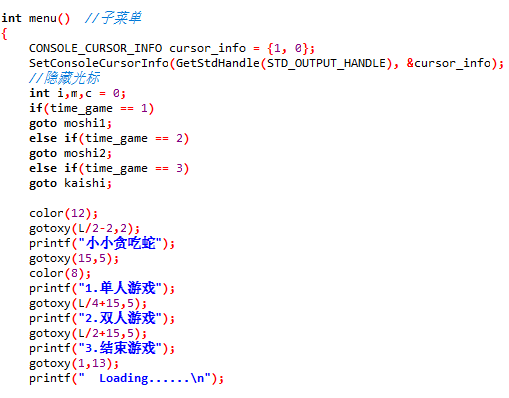 int menu()  //子菜单
{
    CONSOLE_CURSOR_INFO cursor_info = {1, 0};
    SetConsoleCursorInfo(GetStdHandle(STD_OUTPUT_HANDLE), &cursor_info);
    //隐藏光标
    int i,m,c = 0;
    if(time_game == 1)
    goto moshi1;
    else if(time_game == 2)
    goto moshi2;
    else if(time_game == 3)
    goto kaishi;

    color(12);
    gotoxy(L/2-2,2);
    printf("小小贪吃蛇");
    gotoxy(15,5);
    color(8);
    printf("1.单人游戏");
    gotoxy(L/4+15,5);
    printf("2.双人游戏");
    gotoxy(L/2+15,5);
    printf("3.结束游戏");
    gotoxy(1,13);
    printf("  Loading......\n");